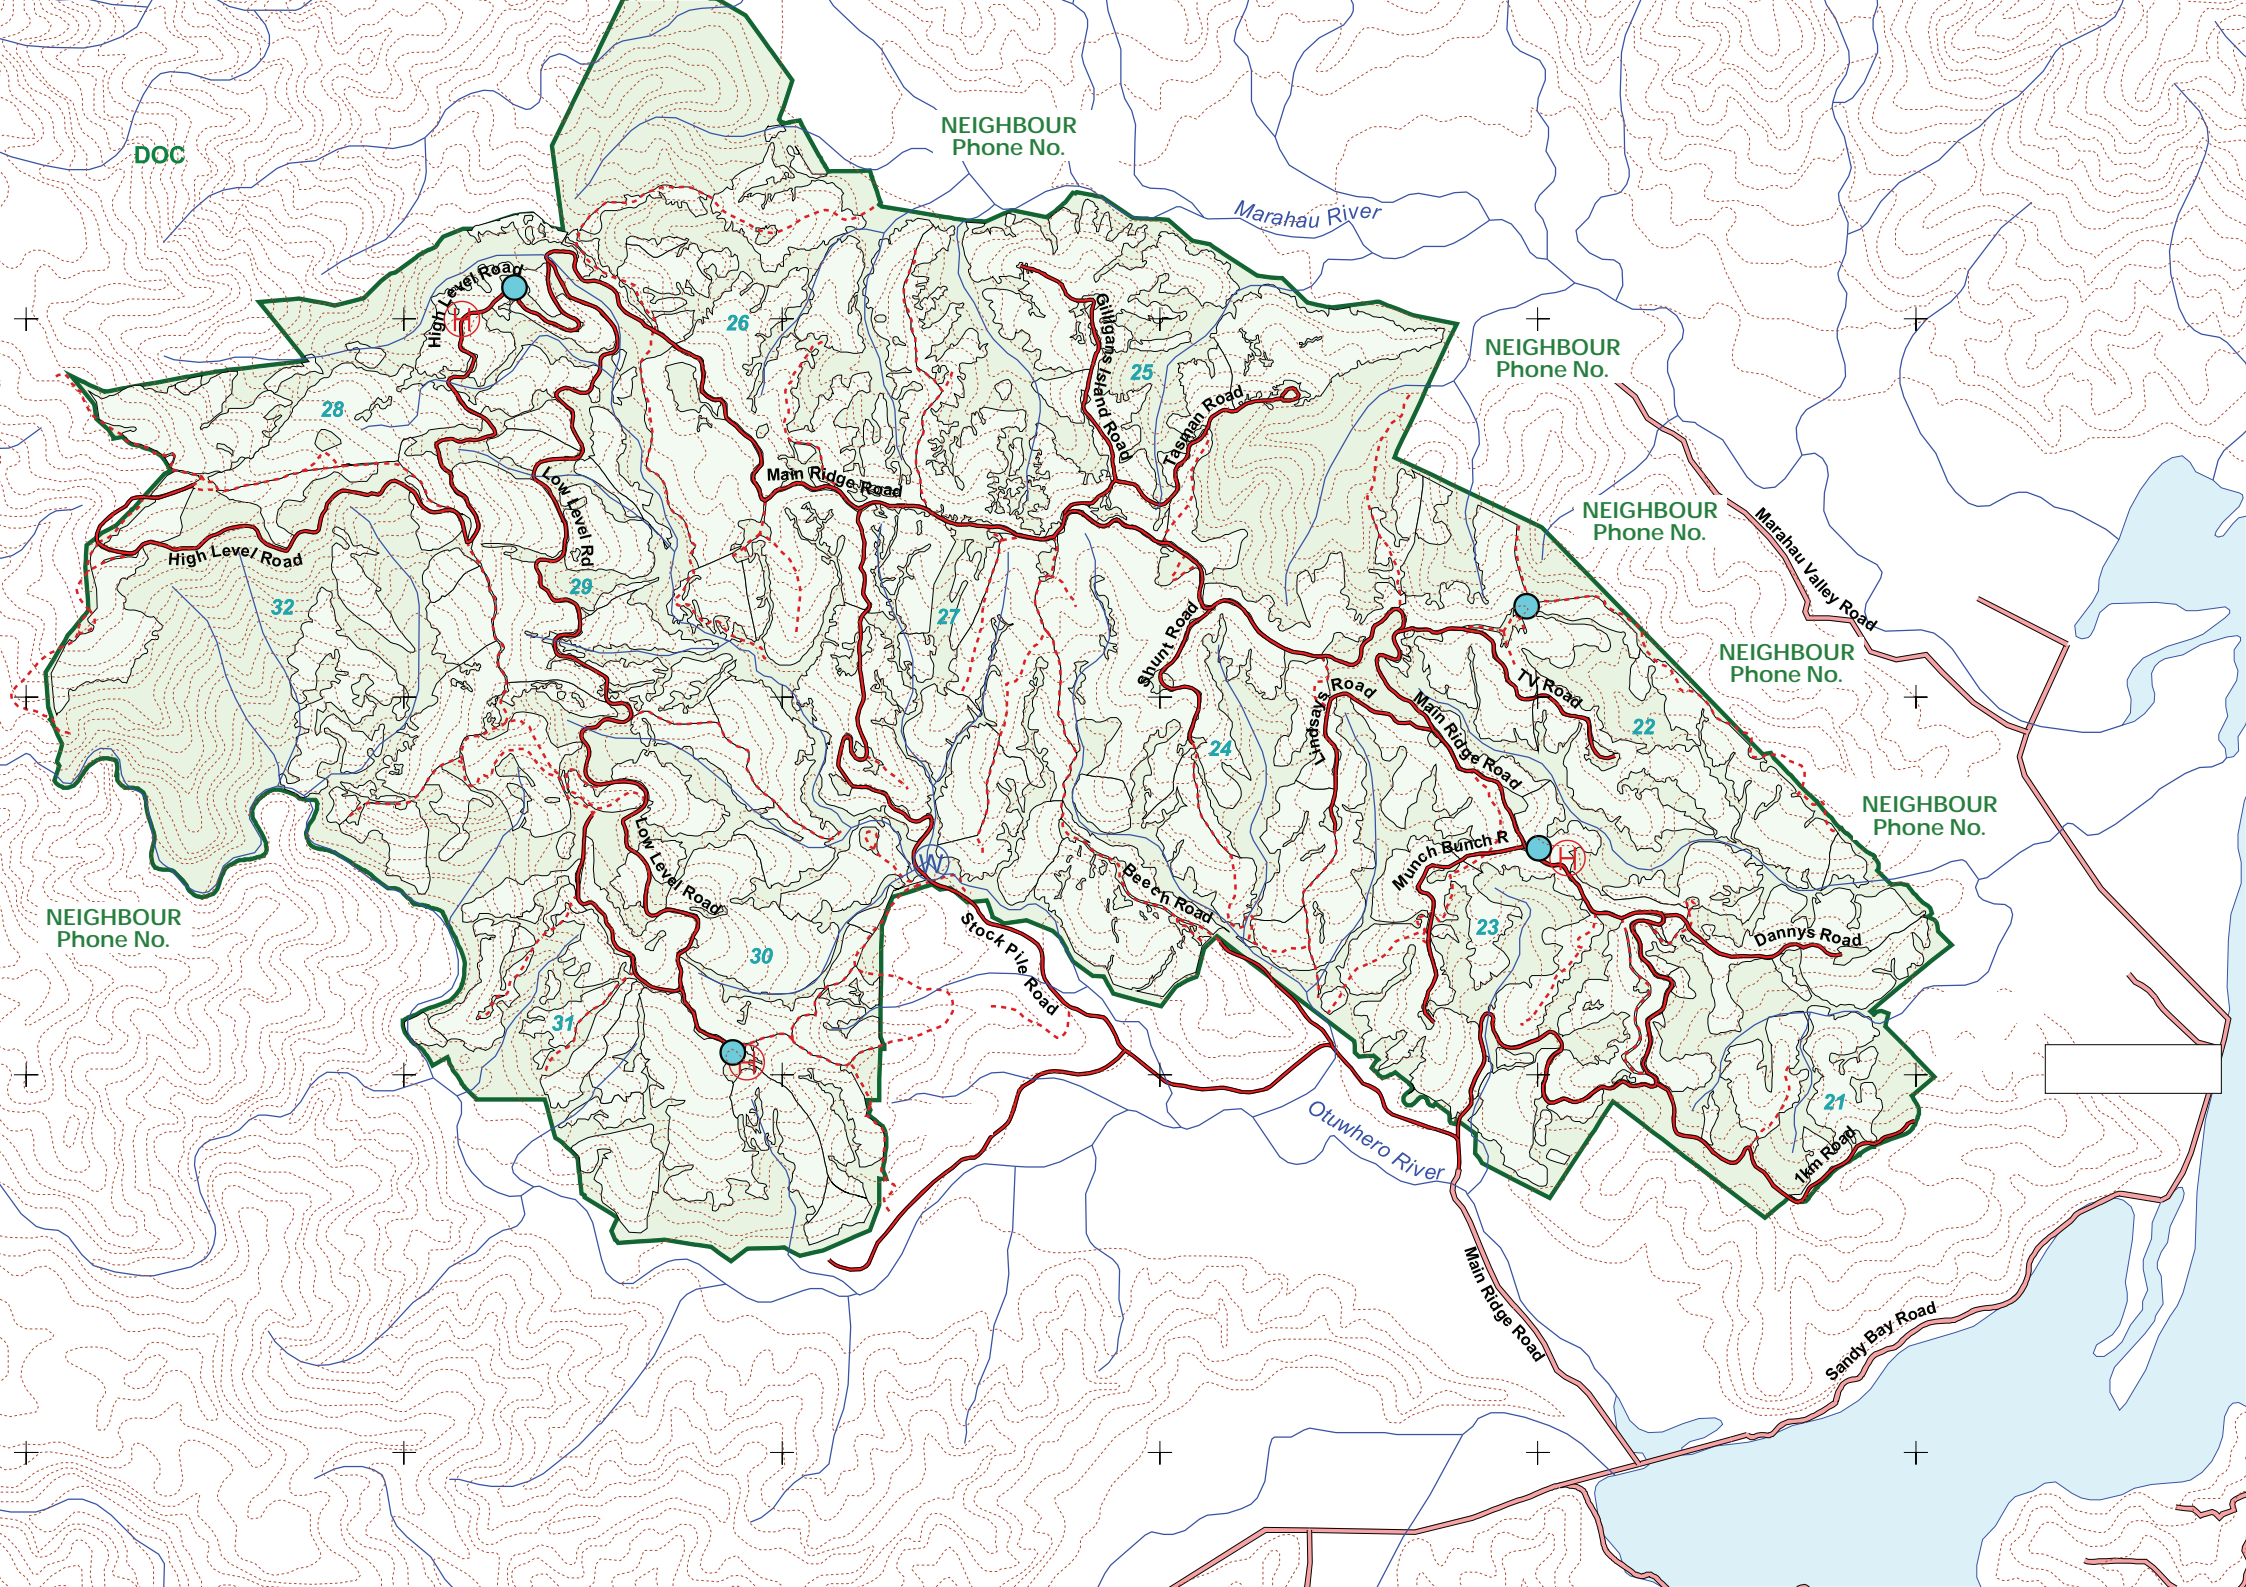 NEIGHBOUR
Phone No.
DOC
Marahau River
High Level Road
High Level Road
26
Gilligans Island Road
25
NEIGHBOUR
Phone No.
28
Tasman Road
Main Ridge Road
Low Level Rd
NEIGHBOUR
Phone No.
Marahau Valley Road
High Level Road
29
32
27
Shunt Road
NEIGHBOUR
Phone No.
TV Road
Lindsays Road
Main Ridge Road
22
24
NEIGHBOUR
Phone No.
Low Level Road
Munch Bunch R
H
H
W
Beech Road
NEIGHBOUR
Phone No.
Stock Pile Road
23
Dannys Road
30
31
H
21
Otuwhero River
1km Road
Main Ridge Road
Sandy Bay Road